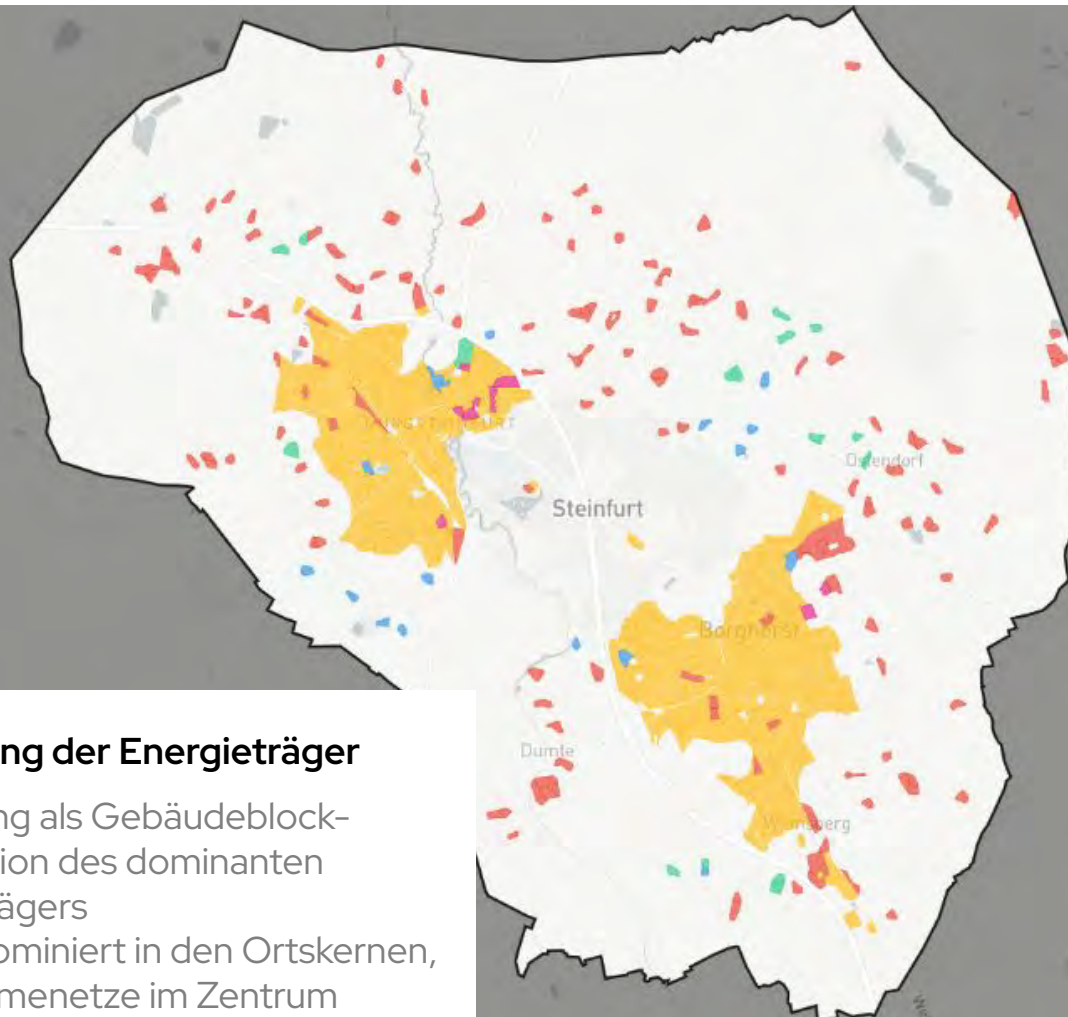 Ostendorf
Steinfurt
Borghorst
Dumte
Wilmsberg
ng der Energieträger
ng als Gebäudeblock-
ion des dominanten
ägers
ominiert in den Ortskernen,
menetze im Zentrum